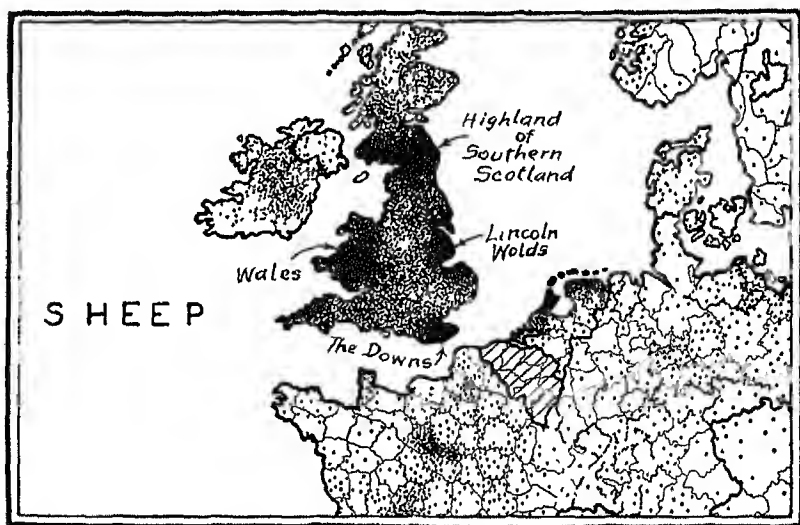 Highland
of
Southern
Scotland
Lincoln
Wolds
Wales
SHEEP
The Downs